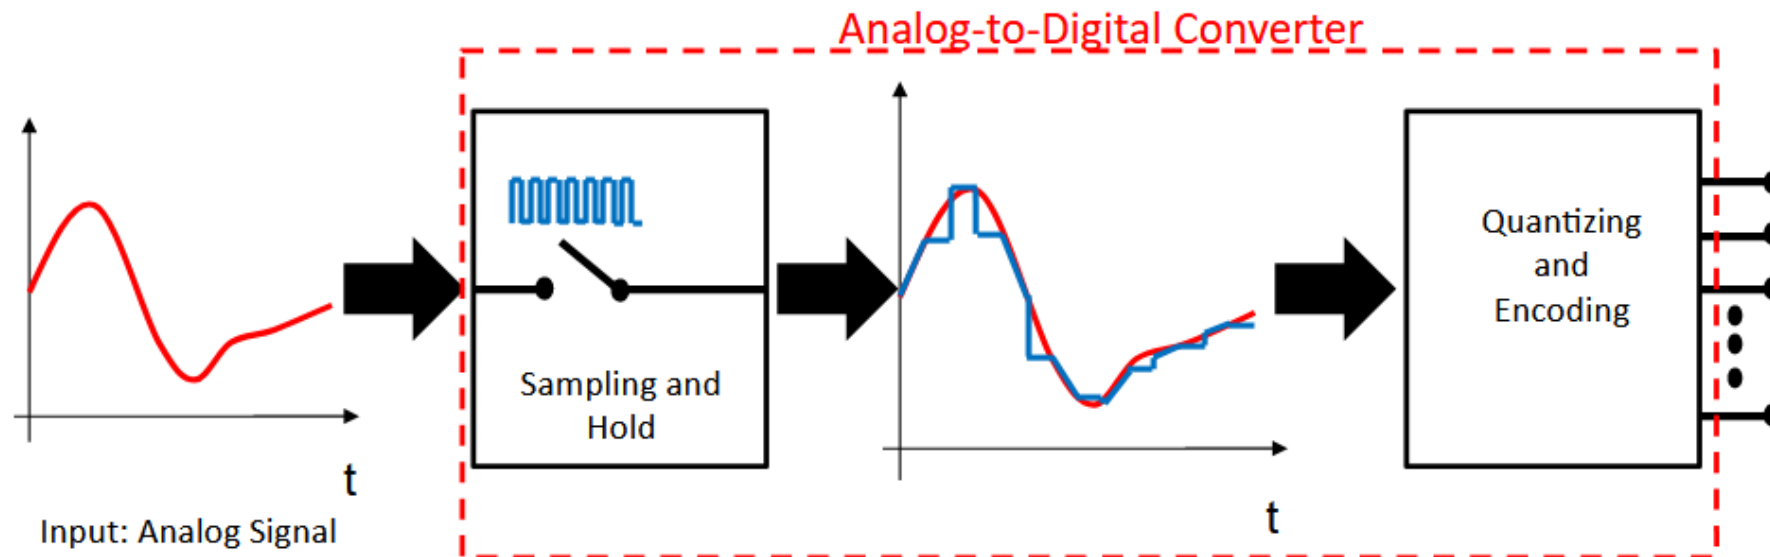 Analog-to-Digital Converter
Sampling and
Hold
Quantizing
and
Encoding
t
t
Input: Analog Signal